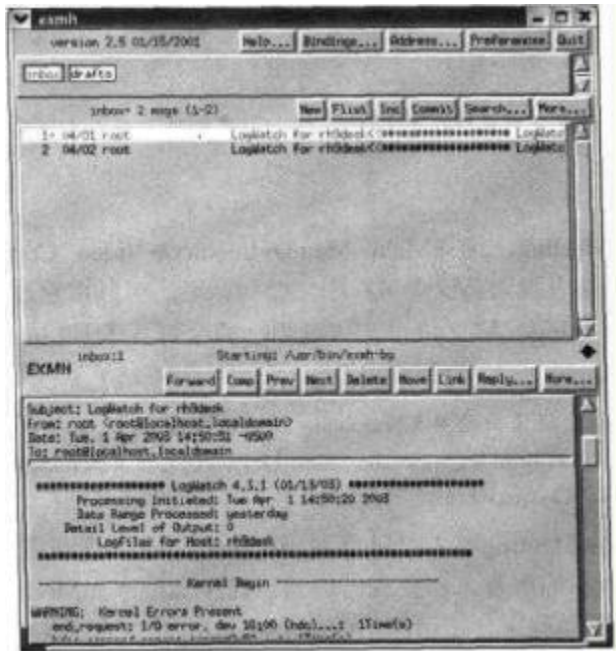 exmh
version 2.5 01/15/2001 Help... Bindings... Address... Preferences Quit
inbox drafts
inbox+ 2 msgs (1-2) New Flist Inc Commit Search... More...
1+ 04/01 root LogWatch for rh9desk<<################## LogWatc
2 04/02 root LogWatch for rh9desk<<################## LogWatc
inbox:1 Starting: /usr/bin/exmh-bg
EXMH
Forward Comp Prev Next Delete Move Link Reply... More...
Subject: LogWatch for rh9desk
From: root <root@localhost.localdomain>
Date: Tue, 1 Apr 2003 14:50:51 -0500
To: root@localhost.localdomain
################### LogWatch 4.3.1 (01/13/03) ####################
Processing Initiated: Tue Apr 1 14:50:20 2003
Date Range Processed: yesterday
Detail Level of Output: 0
Logfiles for Host: rh9desk
################################################################
--------------------- Kernel Begin ------------------------
WARNING: Kernel Errors Present
end_request: I/O error, dev 16:00 (hdc)...: 1Time(s)